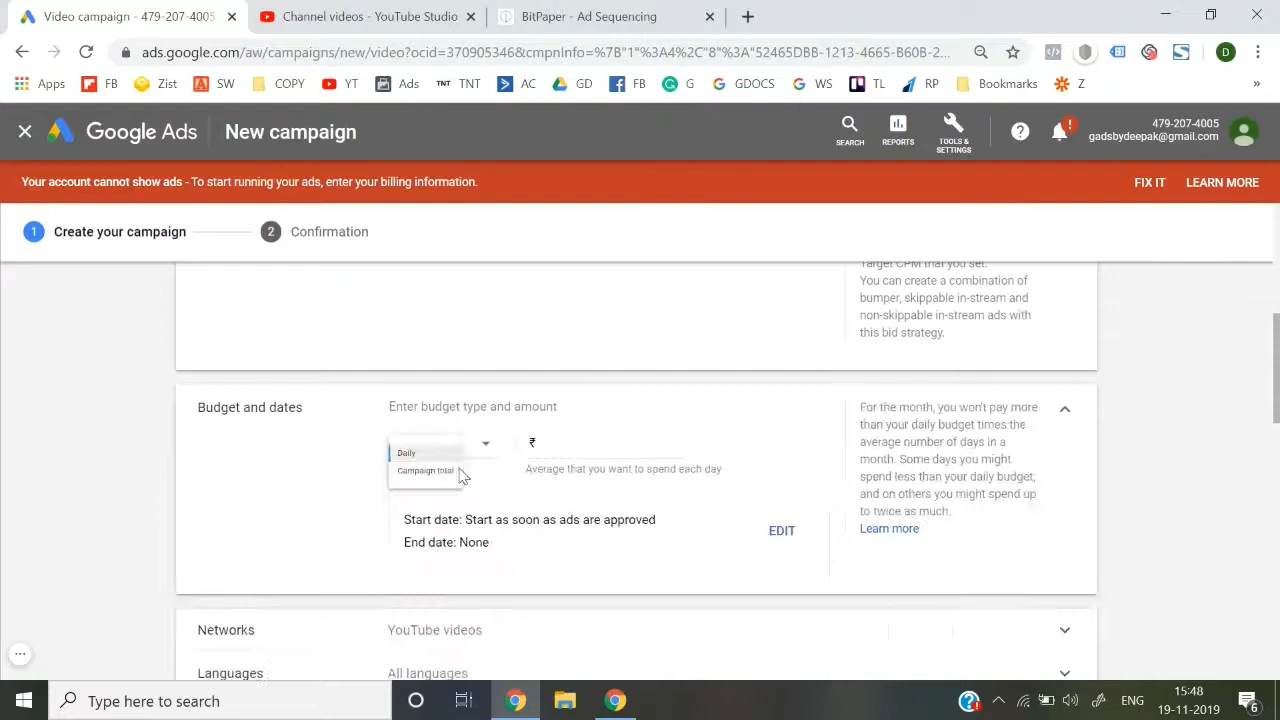 Video campaign - 479-207-4005
Channel videos - YouTube Studio
BitPaper - Ad Sequencing
ads.google.com/aw/campaigns/new/video?ocid=370905346&cmpnInfo=%7B"1"%3A4%2C"8"%3A"52465DBB-1213-4665-B60B-2...
D
Apps
FB
Zist
SW
COPY
YT
Ads
TNT TNT
AC
GD
FB
G
GDOCS
WS
TL
RP
Bookmarks
Z
»
Google Ads
New campaign
SEARCH
REPORTS
TOOLS & SETTINGS
479-207-4005
gadsbydeepak@gmail.com
Your account cannot show ads - To start running your ads, enter your billing information.
FIX IT
LEARN MORE
1 Create your campaign
2 Confirmation
Target CPM that you set.
You can create a combination of
bumper, skippable in-stream and
non-skippable in-stream ads with
this bid strategy.
Budget and dates
Enter budget type and amount
Daily
Campaign total
₹
Average that you want to spend each day
Start date: Start as soon as ads are approved
End date: None
EDIT
For the month, you won't pay more
than your daily budget times the
average number of days in a
month. Some days you might
spend less than your daily budget,
and on others you might spend up
to twice as much.
Learn more
Networks
YouTube videos
Languages
All languages
Type here to search
ENG
15:48
19-11-2019
6